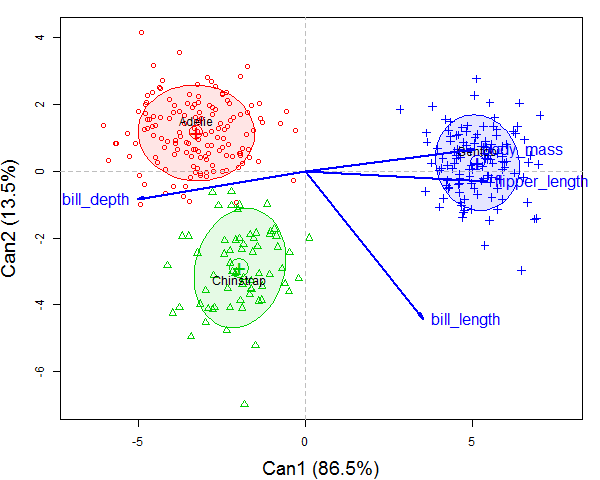 Can2 (13.5%)
4
2
0
-2
-4
-6
Adelie
body_mass
flipper_length
bill_depth
Chinstrap
bill_length
-5
0
5
Can1 (86.5%)